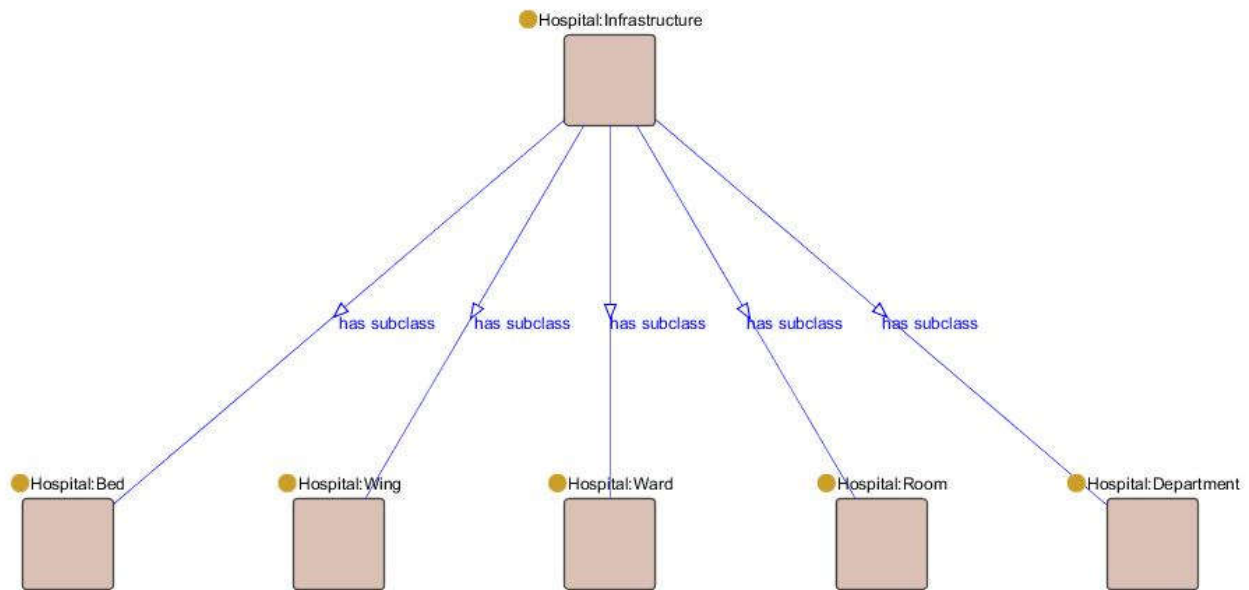 Hospital:Infrastructure
has subclass
has subclass
has subclass
has subclass
has subclass
Hospital:Bed
Hospital:Wing
Hospital:Ward
Hospital:Room
Hospital:Department